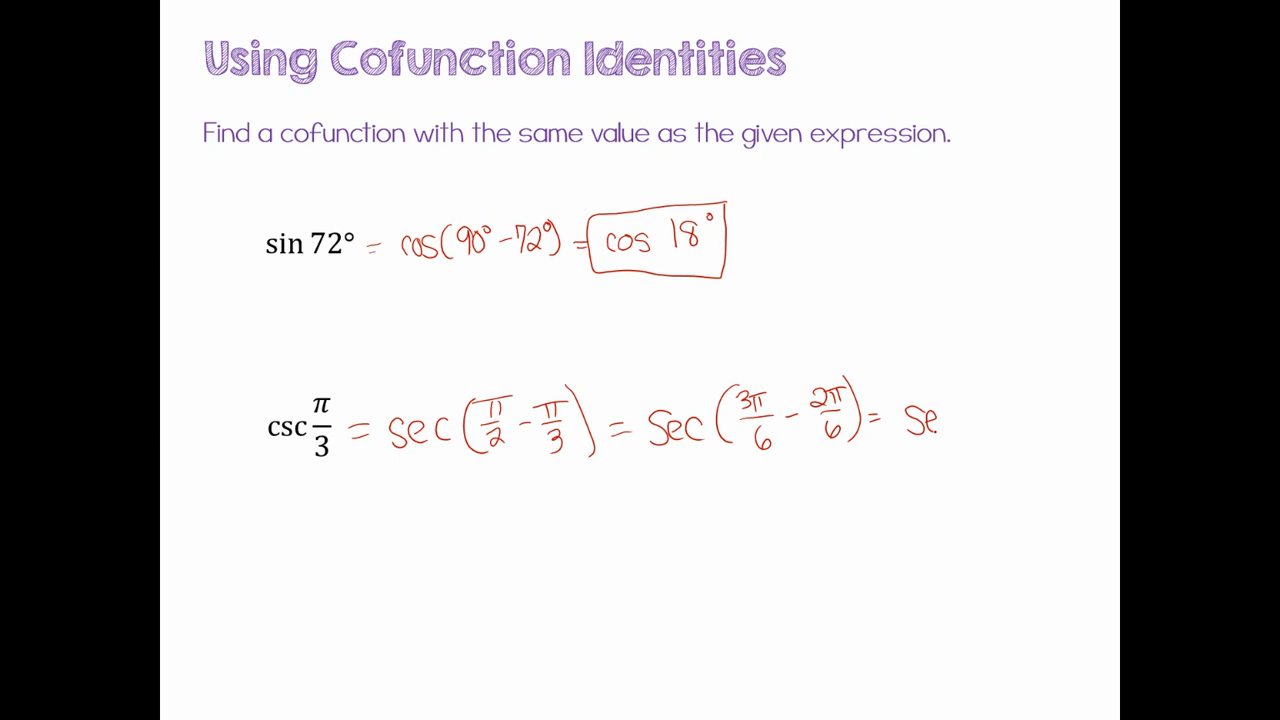 Using Cofunction Identities
Find a cofunction with the same value as the given expression.
sin 72° = cos(90° - 72°) = cos 18°
csc π/3 = sec(π/2 - π/3) = sec(3π/6 - 2π/6) = se